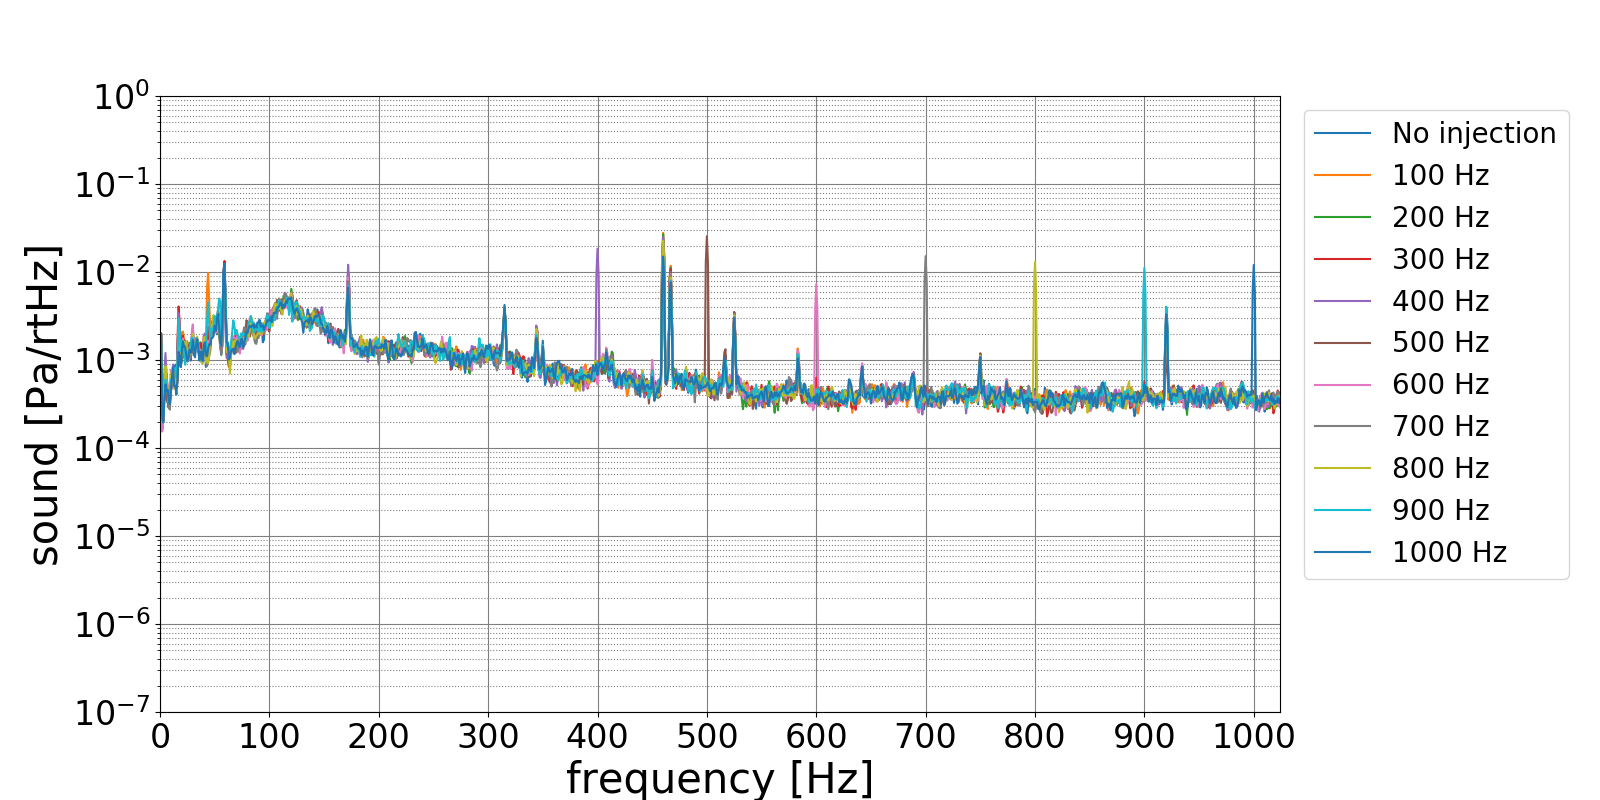 10⁰
10⁻¹
10⁻²
10⁻³
10⁻⁴
10⁻⁵
10⁻⁶
10⁻⁷
sound [Pa/rtHz]
0 100 200 300 400 500 600 700 800 900 1000
frequency [Hz]
No injection
100 Hz
200 Hz
300 Hz
400 Hz
500 Hz
600 Hz
700 Hz
800 Hz
900 Hz
1000 Hz